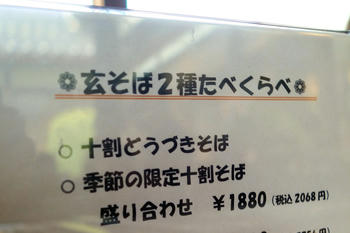 ❁玄そば2種たべくらべ❁
○ 十割どうづきそば
○ 季節の限定十割そば
盛り合わせ ¥1880 (税込2068円)